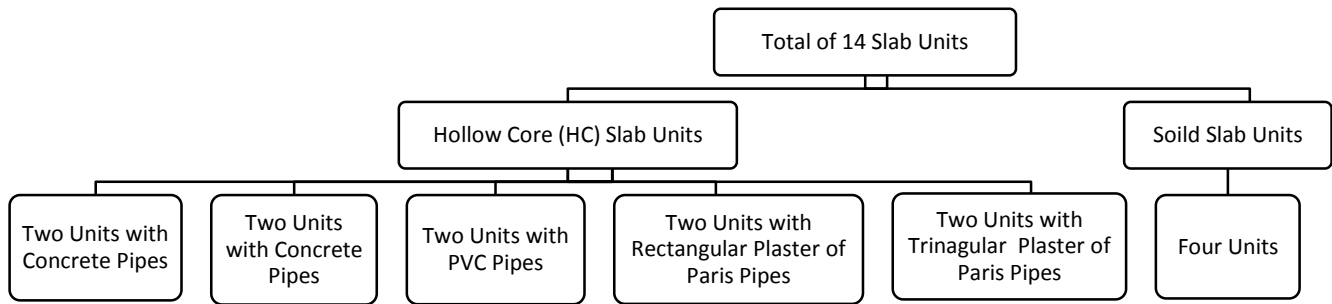 Total of 14 Slab Units
Hollow Core (HC) Slab Units
Soild Slab Units
Two Units with
Concrete Pipes
Two Units
with Concrete
Pipes
Two Units with
PVC Pipes
Two Units with
Rectangular Plaster of
Paris Pipes
Two Units with
Trinagular Plaster of
Paris Pipes
Four Units